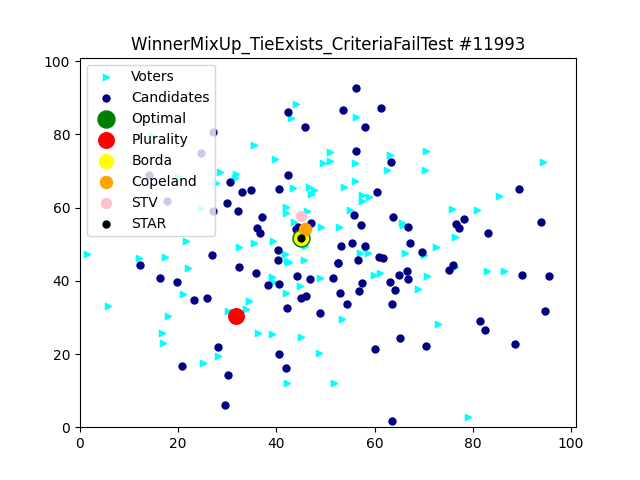 WinnerMixUp_TieExists_CriteriaFailTest #11993
100
80
60
40
20
0
Voters
Candidates
Optimal
Plurality
Borda
Copeland
STV
STAR
0 20 40 60 80 100